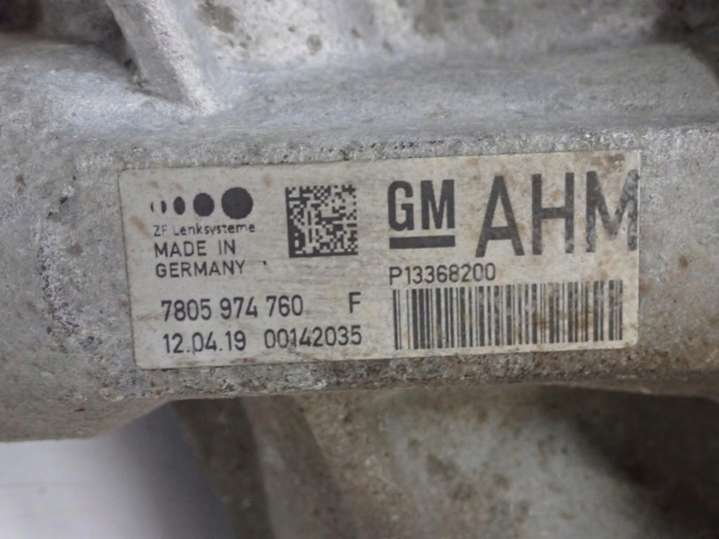 ZF Lenksysteme
MADE IN
GERMANY
7805 974 760 F
12.04.19 00142035
GM AHM
P13368200